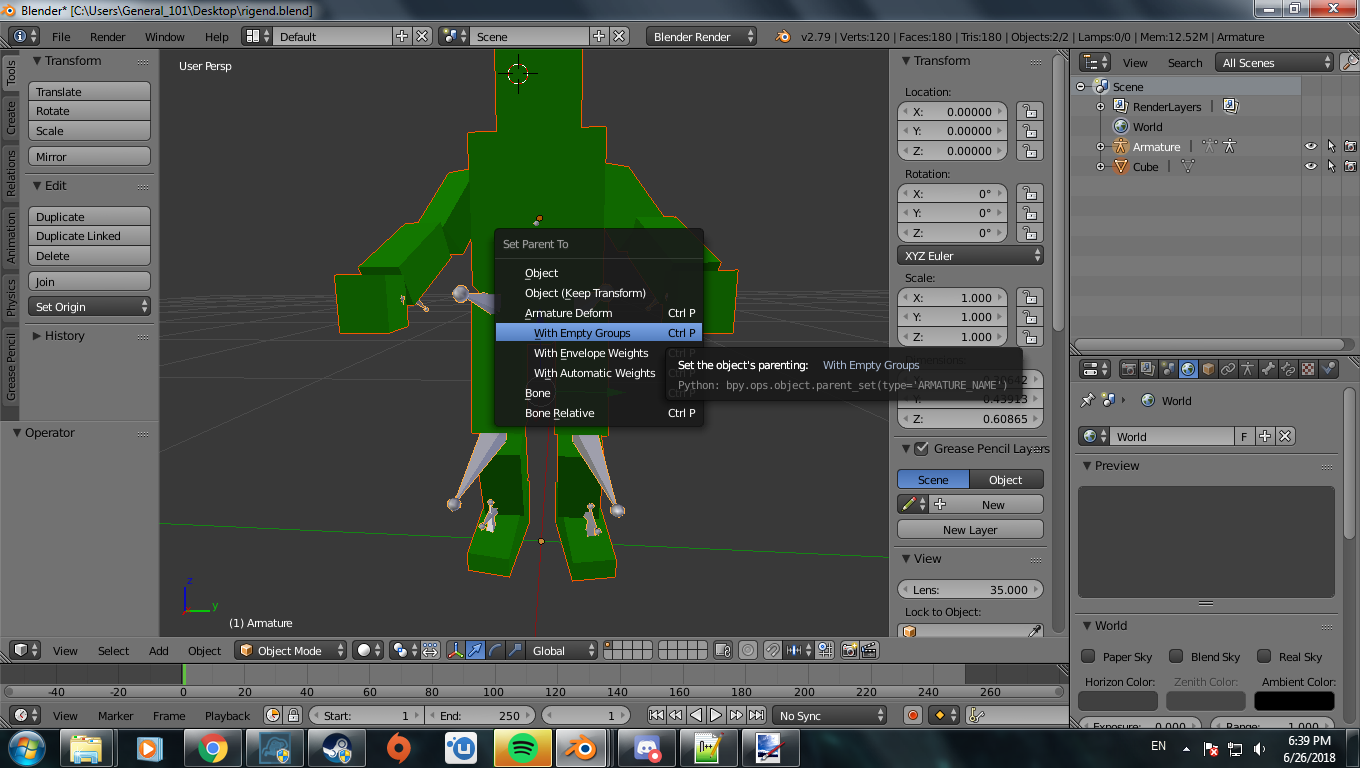 Blender* [C:\Users\General_101\Desktop\rigend.blend]
File Render Window Help Default Scene Blender Render v2.79 | Verts:120 | Faces:180 | Tris:180 | Objects:2/2 | Lamps:0/0 | Mem:12.52M | Armature
Tools
Create
Relations
Animation
Physics
Grease Pencil
Transform
Translate
Rotate
Scale
Mirror
Edit
Duplicate
Duplicate Linked
Delete
Join
Set Origin
History
Operator
User Persp
Set Parent To
Object
Object (Keep Transform)
Armature Deform Ctrl P
With Empty Groups Ctrl P
With Envelope Weights
With Automatic Weights
Bone
Bone Relative Ctrl P
Set the object's parenting: With Empty Groups
Python: bpy.ops.object.parent_set(type='ARMATURE_NAME')
z
y
(1) Armature
Transform
Location:
X: 0.00000
Y: 0.00000
Z: 0.00000
Rotation:
X: 0°
Y: 0°
Z: 0°
XYZ Euler
Scale:
X: 1.000
Y: 1.000
Z: 1.000
Z: 0.60865
Grease Pencil Layers
Scene Object
New
New Layer
View
Lens: 35.000
Lock to Object:
View Search All Scenes
Scene
RenderLayers
World
Armature
Cube
World
World F
Preview
World
Paper Sky Blend Sky Real Sky
Horizon Color: Zenith Color: Ambient Color:
Exposure: 0.000 Range: 1.000
View Select Add Object Object Mode Global
-40 -20 0 20 40 60 80 100 120 140 160 180 200 220 240 260
View Marker Frame Playback Start: 1 End: 250 1 No Sync
EN
6:39 PM
6/26/2018